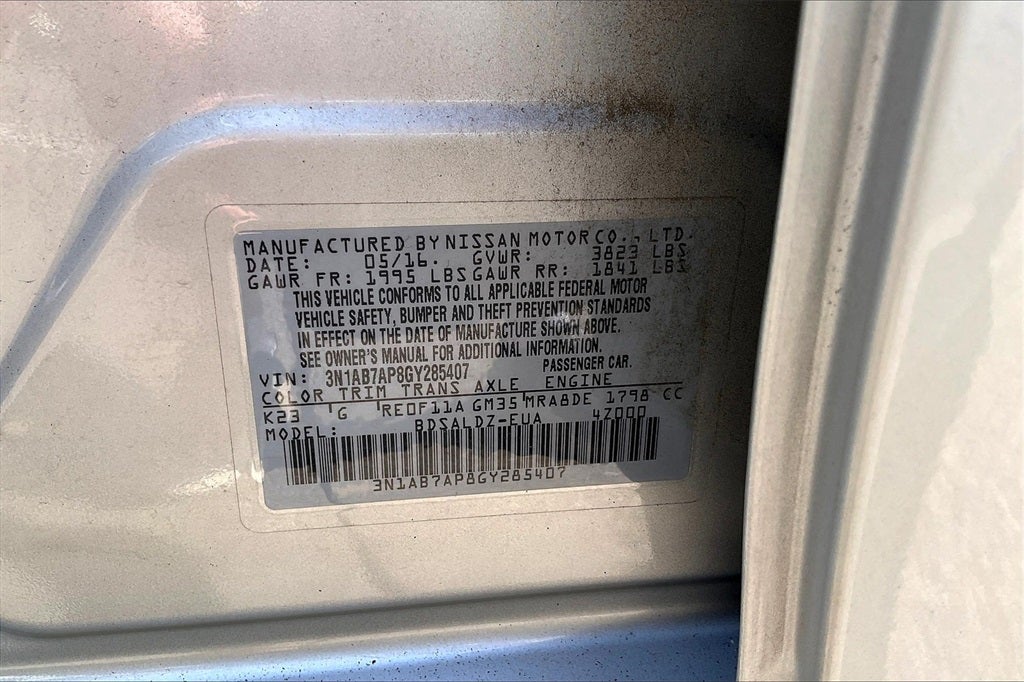 MANUFACTURED BY NISSAN MOTOR CO., LTD.
DATE: 05/16. GVWR: 3823 LBS
GAWR FR: 1995 LBS GAWR RR: 1841 LBS
THIS VEHICLE CONFORMS TO ALL APPLICABLE FEDERAL MOTOR
VEHICLE SAFETY, BUMPER AND THEFT PREVENTION STANDARDS
IN EFFECT ON THE DATE OF MANUFACTURE SHOWN ABOVE.
SEE OWNER'S MANUAL FOR ADDITIONAL INFORMATION.
VIN: 3N1AB7AP8GY285407 PASSENGER CAR.
COLOR TRIM TRANS AXLE ENGINE
K23 G RE0F11A GM35 MRA8DE 1798 CC
MODEL: BDSALDZ-EUA 4Z000
3N1AB7AP8GY285407